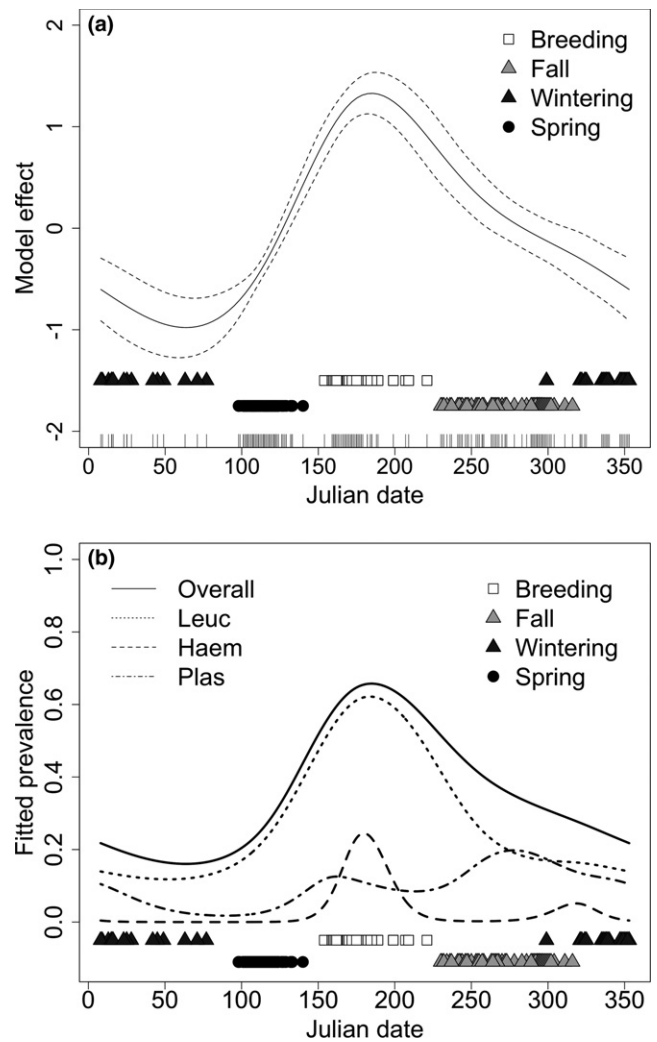 (a)
Breeding
Fall
Wintering
Spring
2
1
0
-1
-2
Model effect
0 50 100 150 200 250 300 350
Julian date
(b)
Overall
Leuc
Haem
Plas
Breeding
Fall
Wintering
Spring
1.0
0.8
0.6
0.4
0.2
0.0
Fitted prevalence
0 50 100 150 200 250 300 350
Julian date